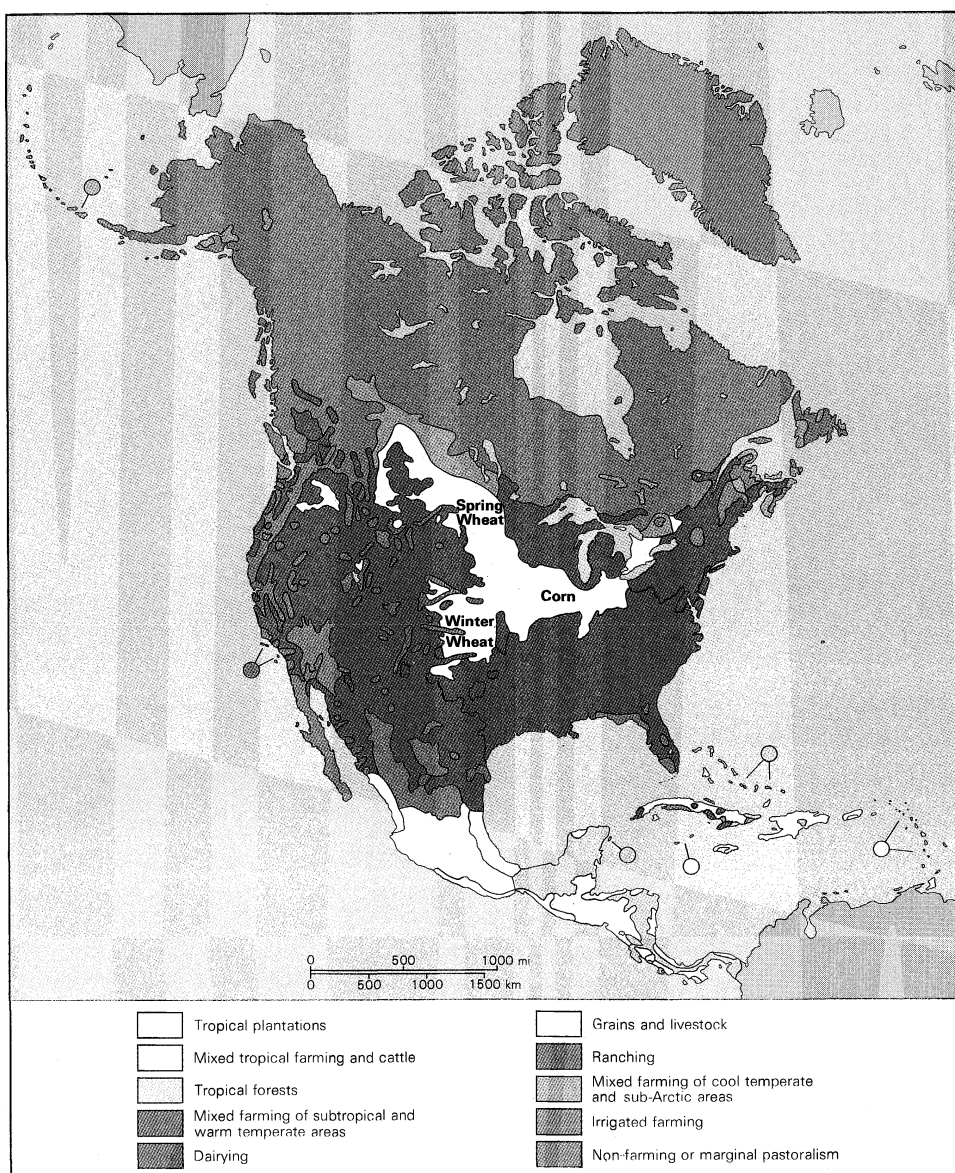 Spring
Wheat
Corn
Winter
Wheat
0 500 1000 mi
0 500 1000 1500 km
Tropical plantations
Mixed tropical farming and cattle
Tropical forests
Mixed farming of subtropical and
warm temperate areas
Dairying
Grains and livestock
Ranching
Mixed farming of cool temperate
and sub-Arctic areas
Irrigated farming
Non-farming or marginal pastoralism